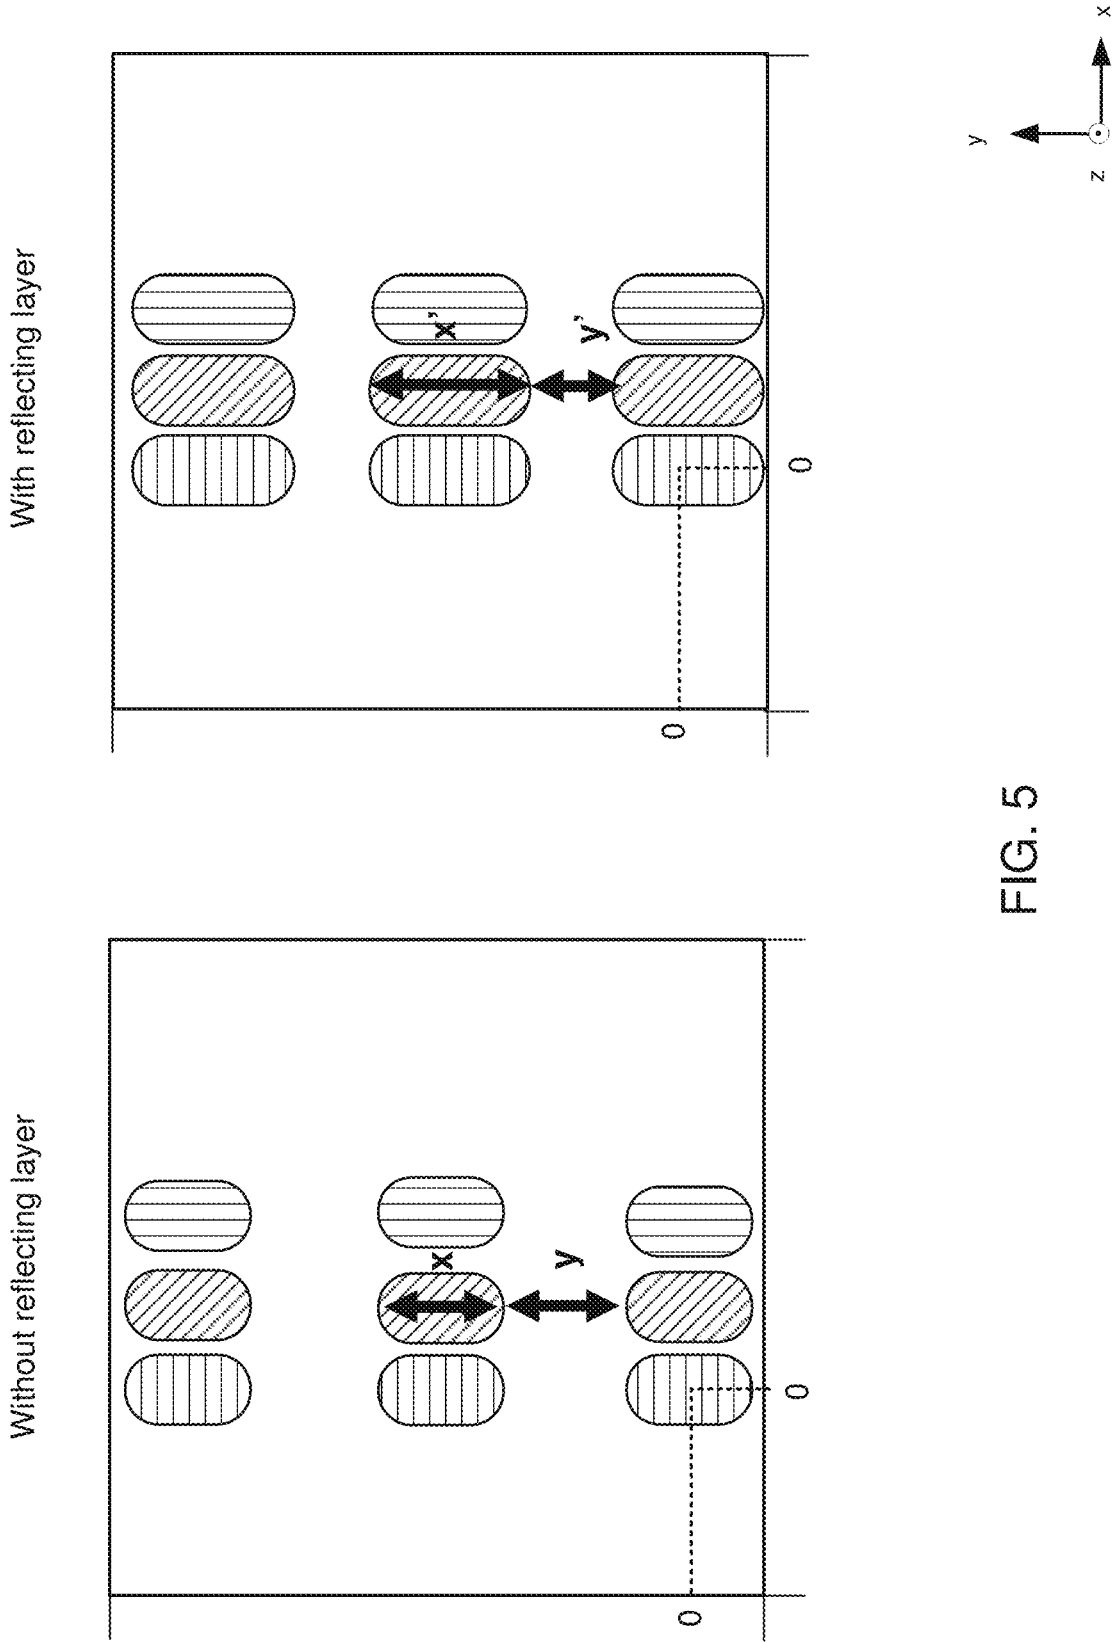 Without reflecting layer
x
y
0
0
With reflecting layer
x'
y'
0
0
y
z
x
FIG. 5